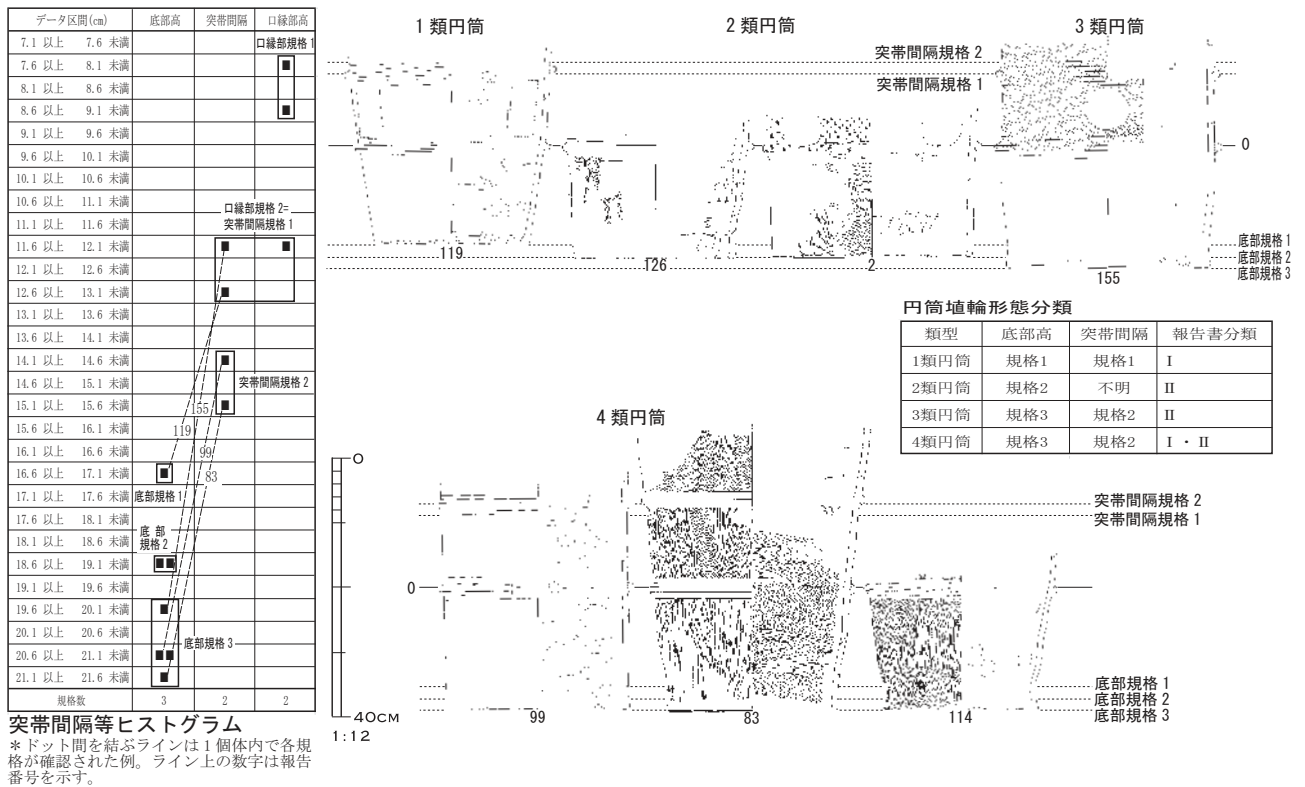 データ区間(cm) 底部高 突帯間隔 口縁部高
7.1 以上 7.6 未満 口縁部規格 1
7.6 以上 8.1 未満
8.1 以上 8.6 未満
8.6 以上 9.1 未満
9.1 以上 9.6 未満
9.6 以上 10.1 未満
10.1 以上 10.6 未満
10.6 以上 11.1 未満
口縁部規格 2=
11.1 以上 11.6 未満 突帯間隔規格 1
11.6 以上 12.1 未満
12.1 以上 12.6 未満
12.6 以上 13.1 未満
13.1 以上 13.6 未満
13.6 以上 14.1 未満
14.1 以上 14.6 未満
14.6 以上 15.1 未満 突帯間隔規格 2
15.1 以上 15.6 未満 155
15.6 以上 16.1 未満 119
16.1 以上 16.6 未満 99
16.6 以上 17.1 未満 83
17.1 以上 17.6 未満 底部規格 1
17.6 以上 18.1 未満
18.1 以上 18.6 未満 底 部
規格 2
18.6 以上 19.1 未満
19.1 以上 19.6 未満
19.6 以上 20.1 未満
20.1 以上 20.6 未満 底部規格 3
20.6 以上 21.1 未満
21.1 以上 21.6 未満
規格数 3 2 2
突帯間隔等ヒストグラム
＊ドット間を結ぶラインは 1 個体内で各規
格が確認された例。ライン上の数字は報告
番号を示す。
1 類円筒 2 類円筒 3 類円筒
突帯間隔規格 2
突帯間隔規格 1
0
底部規格 1
底部規格 2
底部規格 3
119 126 2 155
円筒埴輪形態分類
類型 底部高 突帯間隔 報告書分類
1類円筒 規格1 規格1 Ⅰ
2類円筒 規格2 不明 Ⅱ
3類円筒 規格3 規格2 Ⅱ
4類円筒 規格3 規格2 Ⅰ・Ⅱ
4 類円筒
0
突帯間隔規格 2
突帯間隔規格 1
0
底部規格 1
底部規格 2
底部規格 3
99 83 114
40CM
1:12